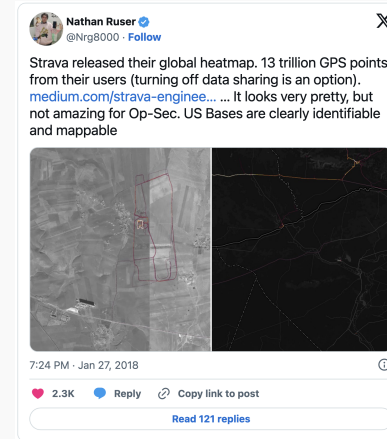 Nathan Ruser
@Nrg8000 · Follow
Strava released their global heatmap. 13 trillion GPS points
from their users (turning off data sharing is an option).
medium.com/strava-enginee… … It looks very pretty, but
not amazing for Op-Sec. US Bases are clearly identifiable
and mappable
7:24 PM · Jan 27, 2018
2.3K Reply Copy link to post
Read 121 replies